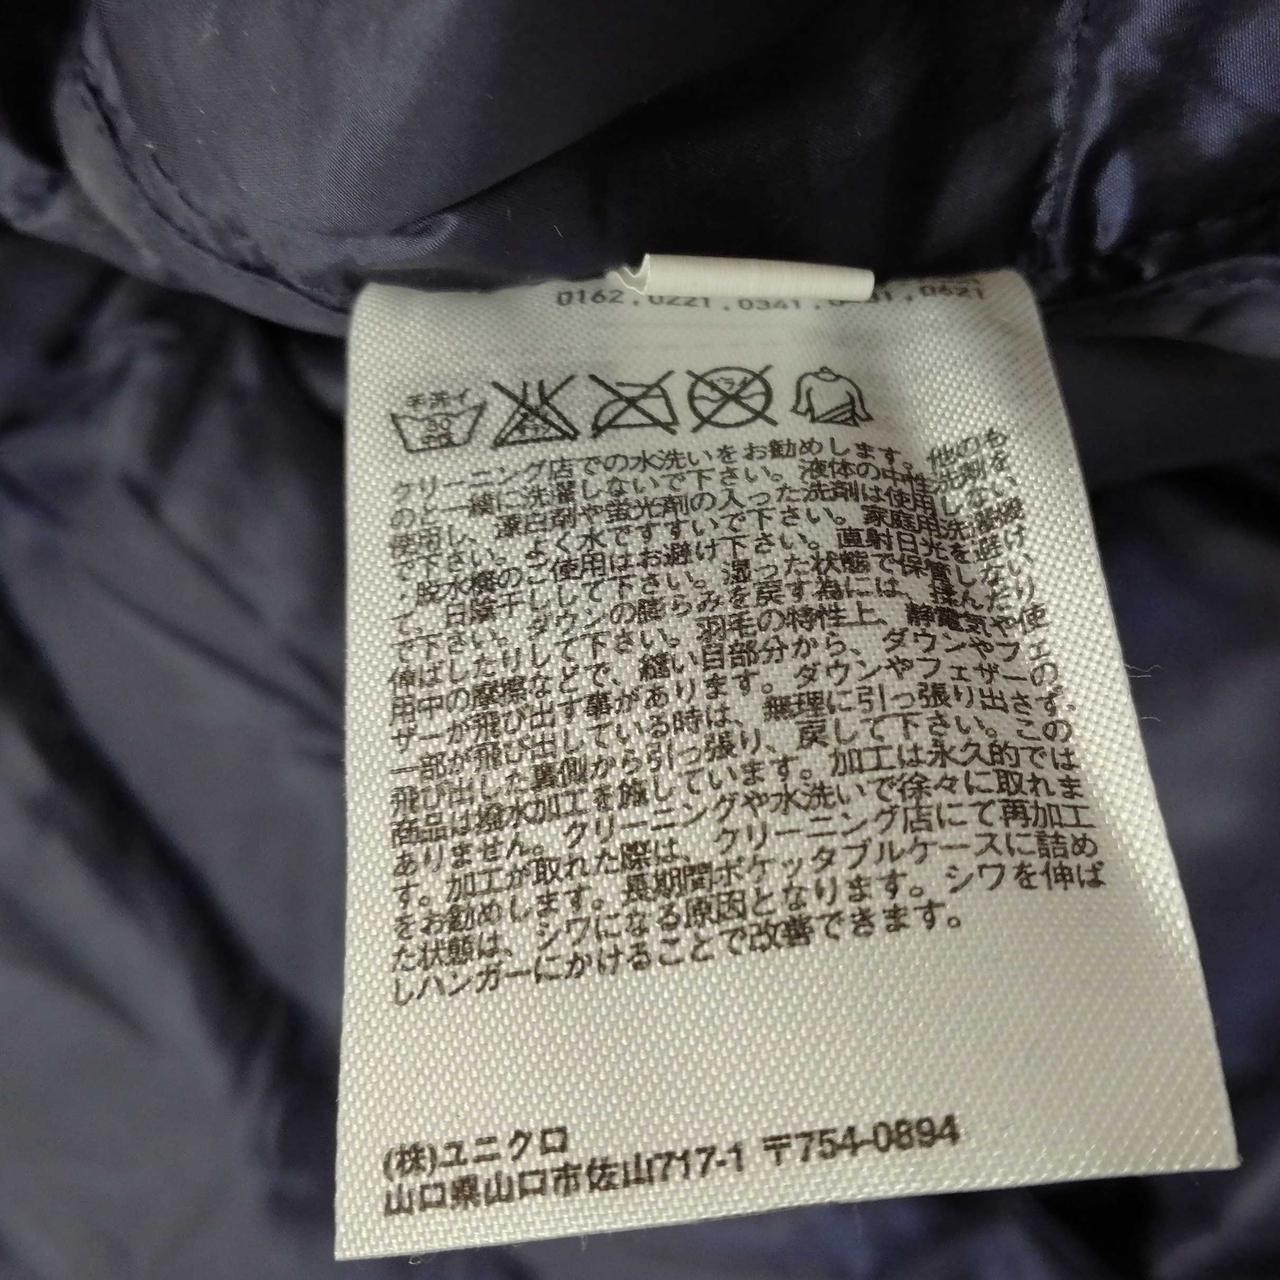 0162,0221,0341,0 1,0621
手洗イ
30
中性
エンソ
サラシ
ドライ
クリーニング店での水洗いをお勧めします。他のも
のと一緒に洗濯しないで下さい。液体の中性洗剤を
使用し、漂白剤や蛍光剤の入った洗剤は使用しない
で下さい。よく水ですすいで下さい。家庭用洗濯機
、脱水機のご使用はお避け下さい。直射日光を避け
て、日陰干しして下さい。湿った状態で保管しない
で下さい。ダウンの膨らみを戻す為には、揉んだり
伸ばしたりして下さい。羽毛の特性上、静電気や使
用中の摩擦などで、縫い目部分から、ダウンやフェ
ザーが飛び出す事があります。ダウンやフェザーの
一部が飛び出している時は、無理に引っ張り出さず、
飛び出した裏側から引っ張り、戻して下さい。この
商品は撥水加工を施しています。加工は永久的では
ありません。クリーニングや水洗いで徐々に取れま
す。加工が取れた際は、クリーニング店にて再加工
をお勧めします。長期間ポケッタブルケースに詰め
た状態は、シワになる原因となります。シワを伸ば
しハンガーにかけることで改善できます。
(株)ユニクロ
山口県山口市佐山717-1 〒754-0894